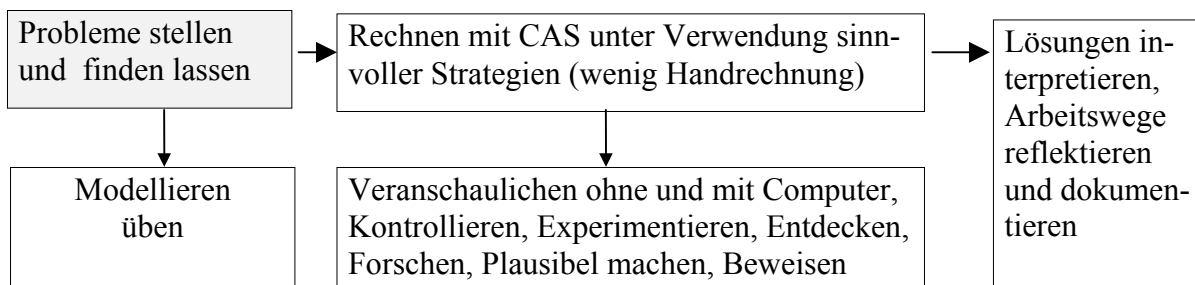 Probleme stellen
und finden lassen
Rechnen mit CAS unter Verwendung sinn-
voller Strategien (wenig Handrechnung)
Lösungen in-
terpretieren,
Arbeitswege
reflektieren
und dokumen-
tieren
Modellieren
üben
Veranschaulichen ohne und mit Computer,
Kontrollieren, Experimentieren, Entdecken,
Forschen, Plausibel machen, Beweisen